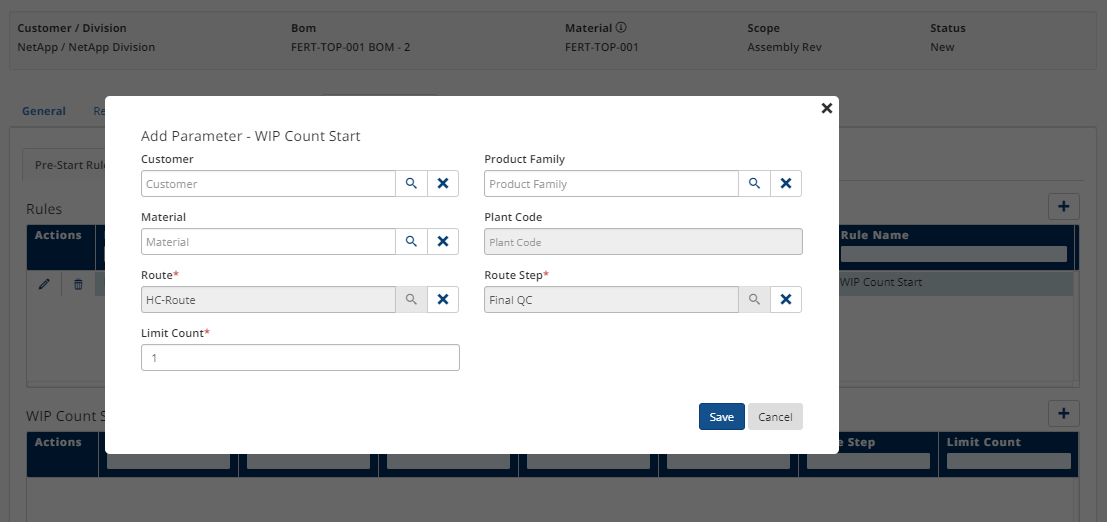 Customer / Division Bom Material Scope Status
NetApp / NetApp Division FERT-TOP-001 BOM - 2 FERT-TOP-001 Assembly Rev New
General
Add Parameter - WIP Count Start
Customer Product Family
Customer Product Family
Material Plant Code
Material Plant Code
Route* Route Step*
HC-Route Final QC
Limit Count*
1
Save Cancel
Pre-Start
Rules
Actions Rule Name
WIP Count Start
WIP Count
Actions Step Limit Count